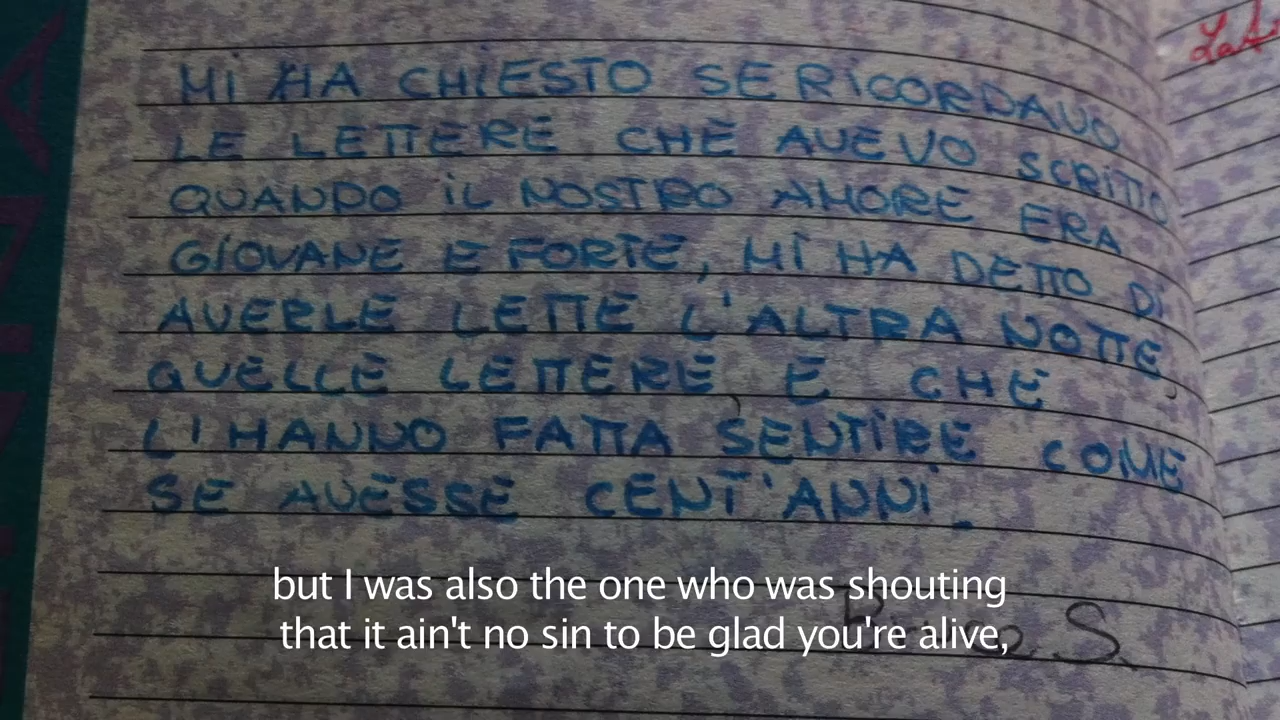 MI HA CHIESTO SE RICORDAVO
LE LETTERE CHE AVEVO SCRITTO
QUANDO IL NOSTRO AMORE ERA
GIOVANE E FORTE, MI HA DETTO DI
AVERLE LETTE L'ALTRA NOTTE
QUELLE LETTERE E CHE
L'HANNO FATTA SENTIRE COME
SE AVESSE CENT'ANNI.
but I was also the one who was shouting
that it ain't no sin to be glad you're alive,
S.